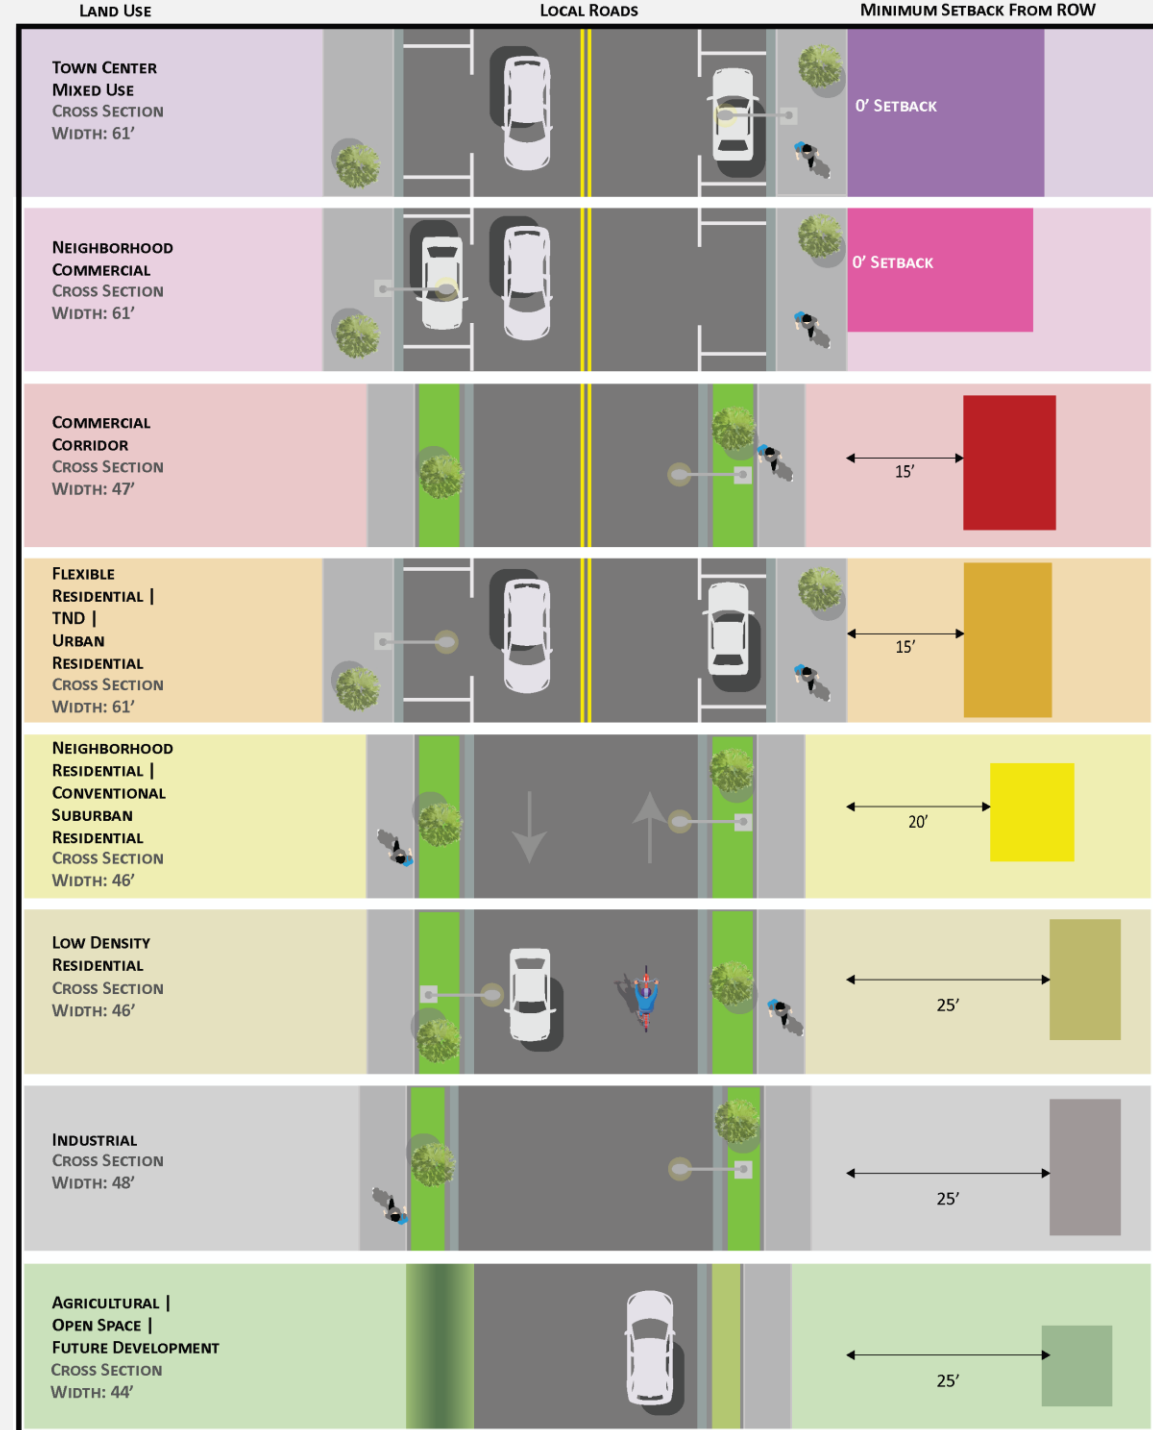 Land Use
Local Roads
Minimum Setback From ROW
Town Center
Mixed Use
Cross Section
Width: 61'
0' Setback
Neighborhood
Commercial
Cross Section
Width: 61'
0' Setback
Commercial
Corridor
Cross Section
Width: 47'
15'
Flexible
Residential |
TND |
Urban
Residential
Cross Section
Width: 61'
15'
Neighborhood
Residential |
Conventional
Suburban
Residential
Cross Section
Width: 46'
20'
Low Density
Residential
Cross Section
Width: 46'
25'
Industrial
Cross Section
Width: 48'
25'
Agricultural |
Open Space |
Future Development
Cross Section
Width: 44'
25'